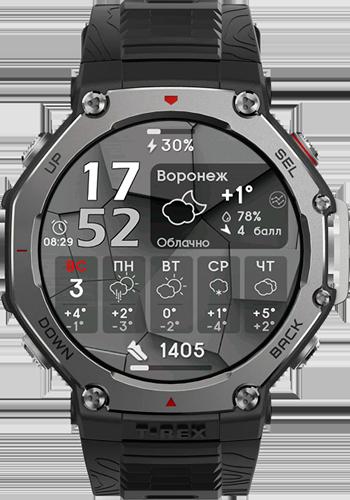 UP
SEL
30%
17
52
08:29
Воронеж
+1°
78%
4 балл
Облачно
ВС ПН ВТ СР ЧТ
3
+4° +2° 0° +1° +5°
-1° -3° -2° -4° +2°
1405
DOWN
BACK
T-REX